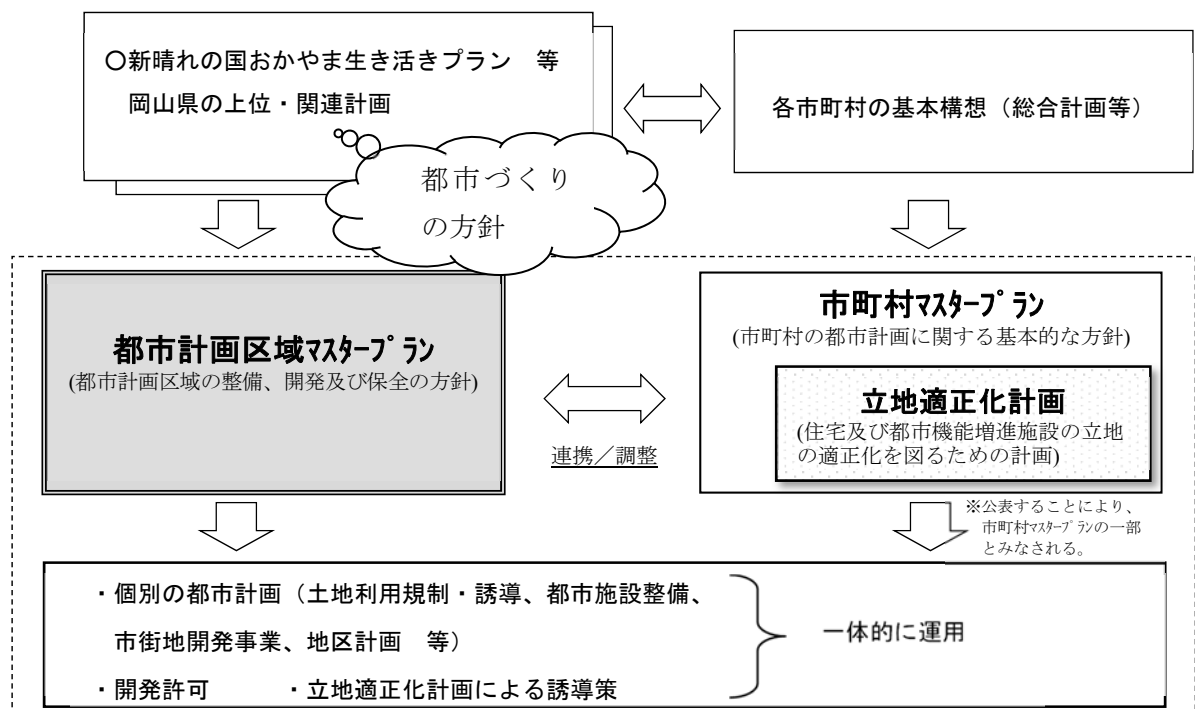 〇新晴れの国おかやま生き活きプラン　等
岡山県の上位・関連計画
各市町村の基本構想（総合計画等）
都市づくり
の方針
都市計画区域ﾏｽﾀｰﾌﾟﾗﾝ
(都市計画区域の整備、開発及び保全の方針)
連携／調整
市町村ﾏｽﾀｰﾌﾟﾗﾝ
(市町村の都市計画に関する基本的な方針)
立地適正化計画
(住宅及び都市機能増進施設の立地
の適正化を図るための計画)
※公表することにより、
市町村ﾏｽﾀｰﾌﾟﾗﾝの一部
とみなされる。
・個別の都市計画（土地利用規制・誘導、都市施設整備、
市街地開発事業、地区計画　等）
・開発許可　　　・立地適正化計画による誘導策
一体的に運用